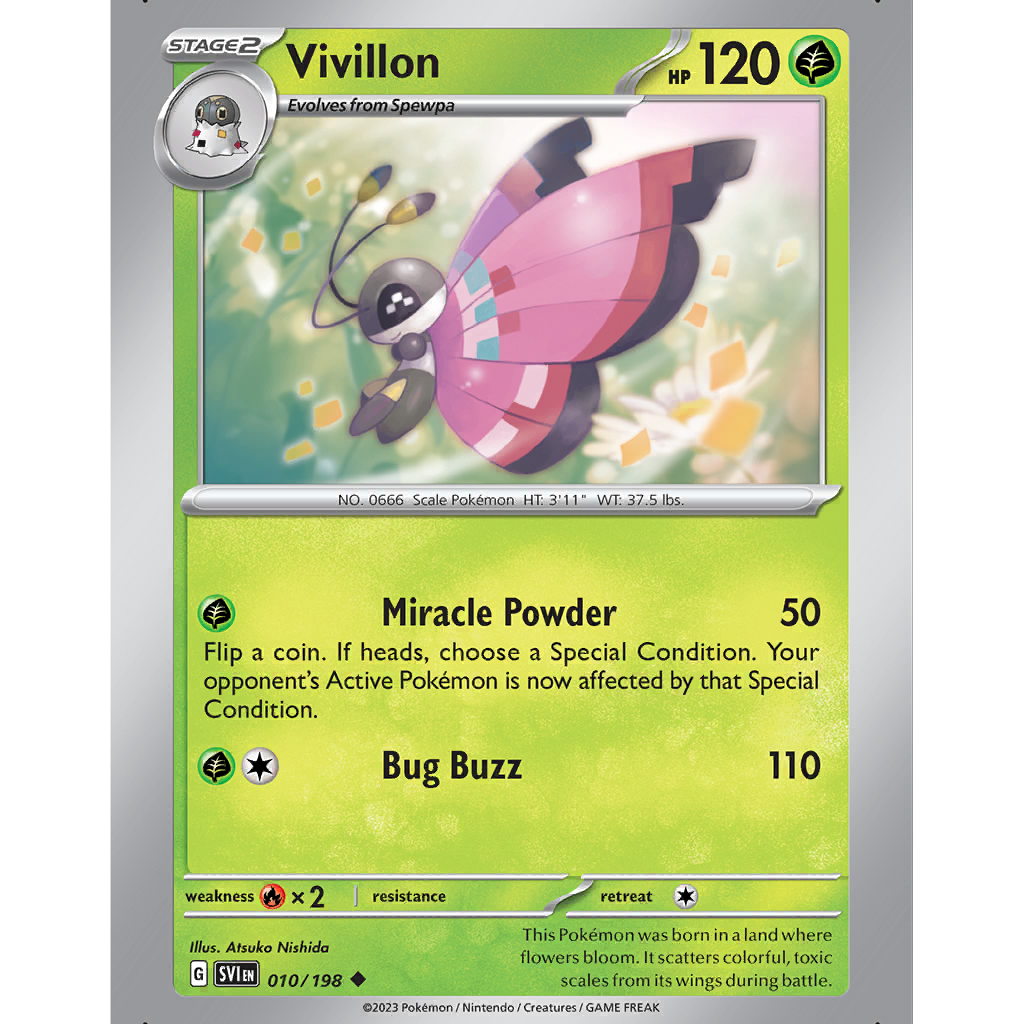 STAGE2
Vivillon
HP 120
Evolves from Spewpa
NO. 0666 Scale Pokémon HT: 3'11" WT: 37.5 lbs.
Miracle Powder 50
Flip a coin. If heads, choose a Special Condition. Your
opponent's Active Pokémon is now affected by that Special
Condition.
Bug Buzz 110
weakness ×2 resistance retreat
Illus. Atsuko Nishida
G SVI EN 010/198
This Pokémon was born in a land where
flowers bloom. It scatters colorful, toxic
scales from its wings during battle.
©2023 Pokémon / Nintendo / Creatures / GAME FREAK